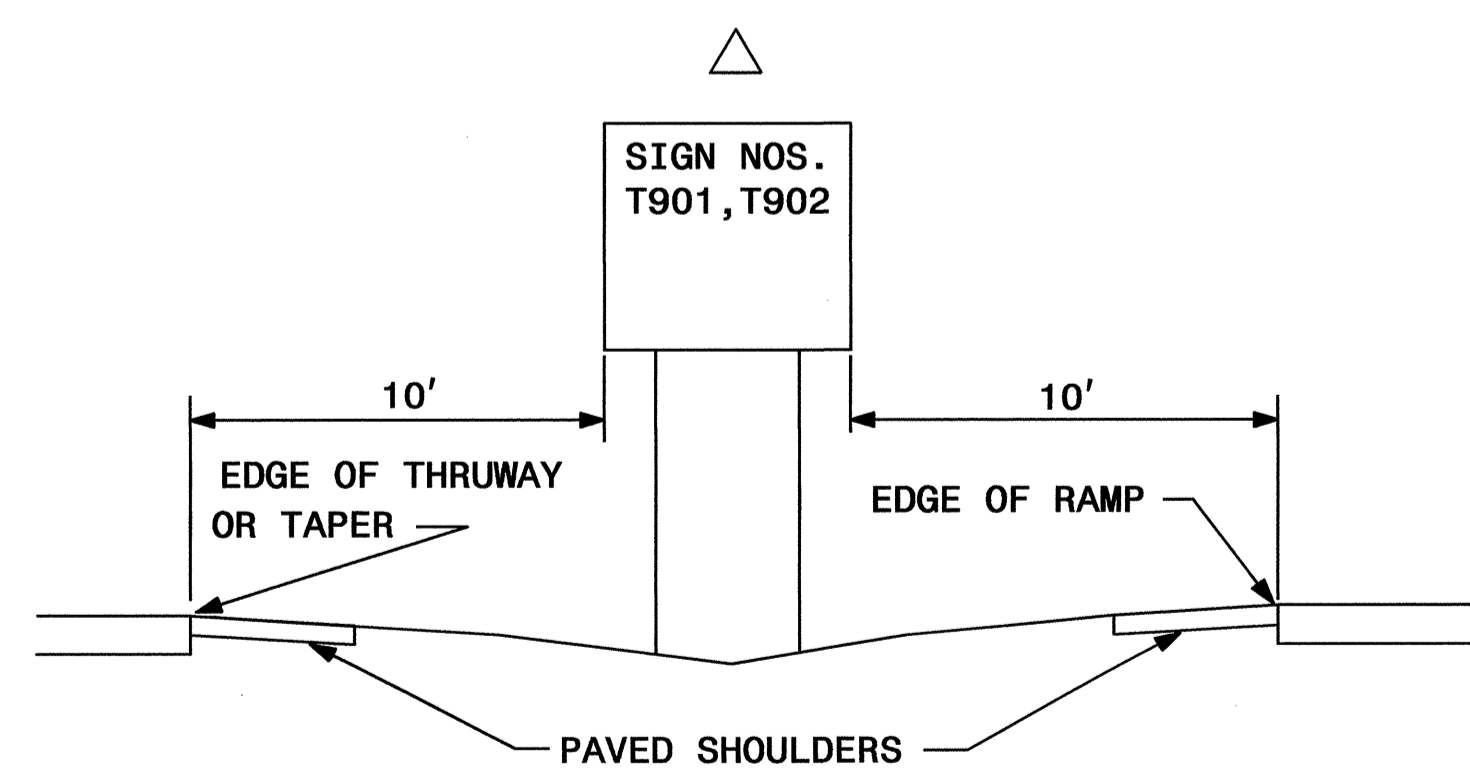 SIGN NOS.
T901,T902
10'
10'
EDGE OF THRUWAY
OR TAPER
EDGE OF RAMP
PAVED SHOULDERS